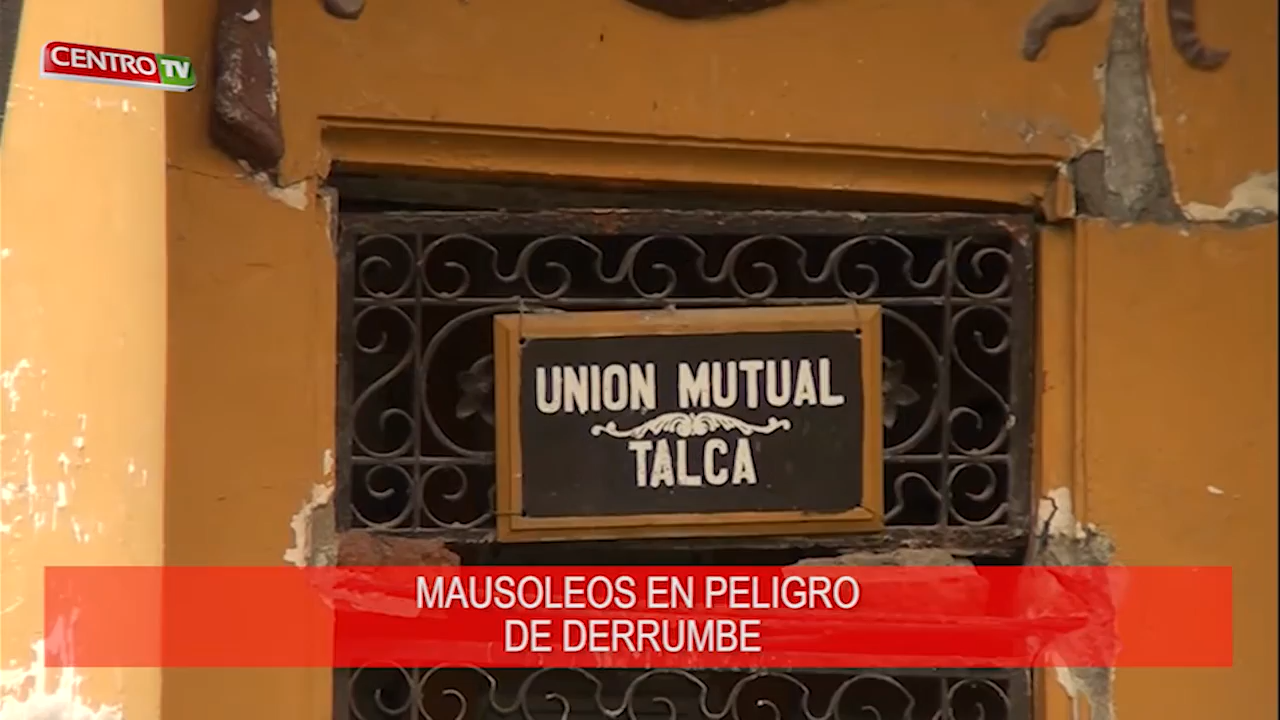 CENTRO TV
UNION MUTUAL
TALCA
MAUSOLEOS EN PELIGRO
DE DERRUMBE